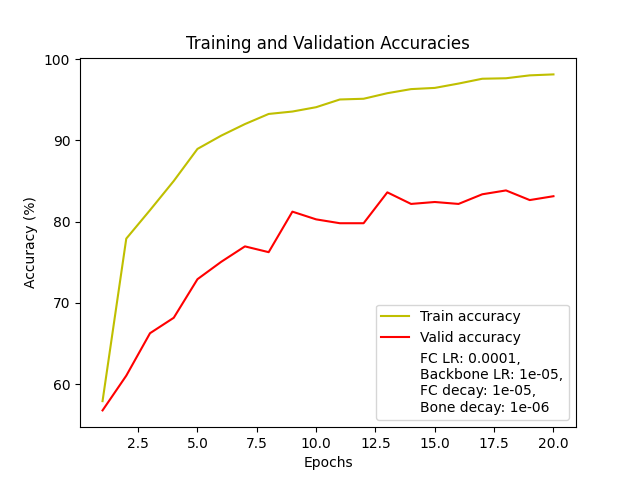 Training and Validation Accuracies
100
90
80
70
60
Accuracy (%)
Train accuracy
Valid accuracy
FC LR: 0.0001,
Backbone LR: 1e-05,
FC decay: 1e-05,
Bone decay: 1e-06
2.5 5.0 7.5 10.0 12.5 15.0 17.5 20.0
Epochs